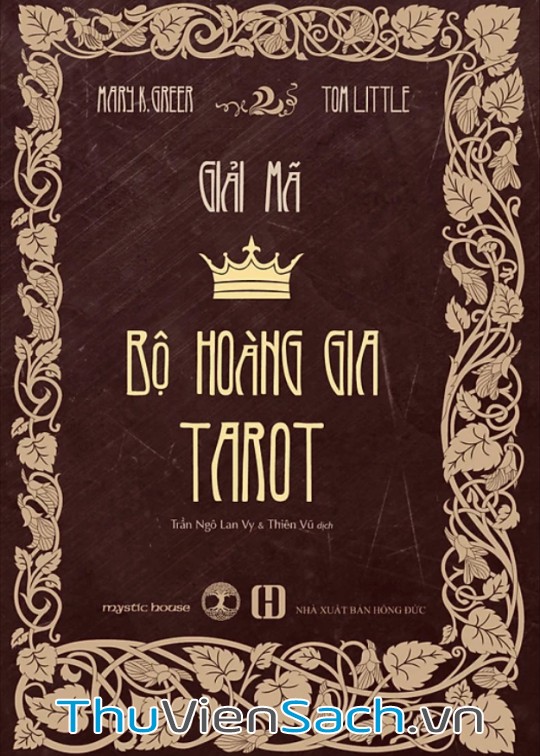 MARY K. GREER & TOM LITTLE
GIẢI MÃ
BỘ HOÀNG GIA
TAROT
Trần Ngô Lan Vy & Thiên Vũ dịch
mystic house H NHÀ XUẤT BẢN HỒNG ĐỨC
ThuVienSach.vn